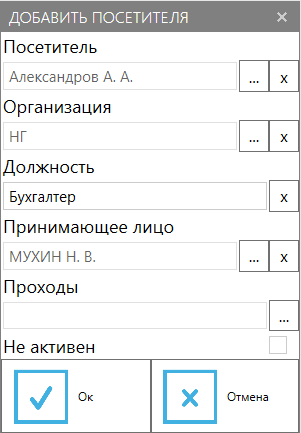 ДОБАВИТЬ ПОСЕТИТЕЛЯ ×
Посетитель
Александров А. А. ... x
Организация
НГ ... x
Должность
Бухгалтер x
Принимающее лицо
МУХИН Н. В. ... x
Проходы
...
Не активен
Ок Отмена